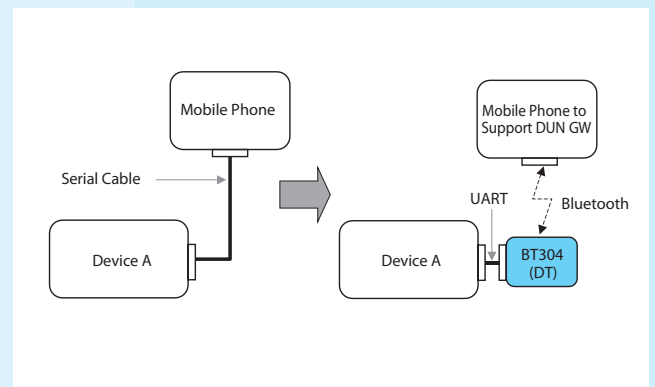 Mobile Phone
Serial Cable
Device A
Mobile Phone to
Support DUN GW
UART
Bluetooth
Device A
BT304
(DT)